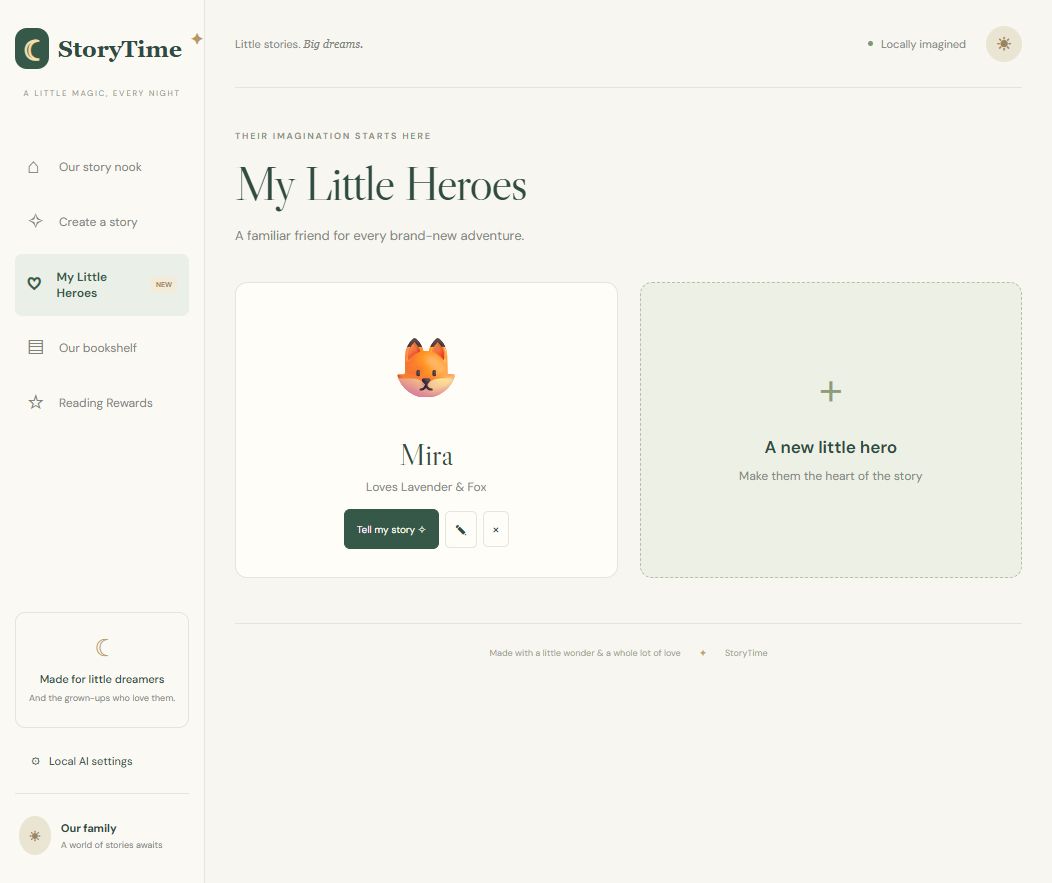 StoryTime
A LITTLE MAGIC, EVERY NIGHT
Our story nook
Create a story
My Little
Heroes
NEW
Our bookshelf
Reading Rewards
Made for little dreamers
And the grown-ups who love them.
Local AI settings
Our family
A world of stories awaits
Little stories. Big dreams.
Locally imagined
THEIR IMAGINATION STARTS HERE
My Little Heroes
A familiar friend for every brand-new adventure.
Mira
Loves Lavender & Fox
Tell my story ✧
×
+
A new little hero
Make them the heart of the story
Made with a little wonder & a whole lot of love ✦ StoryTime